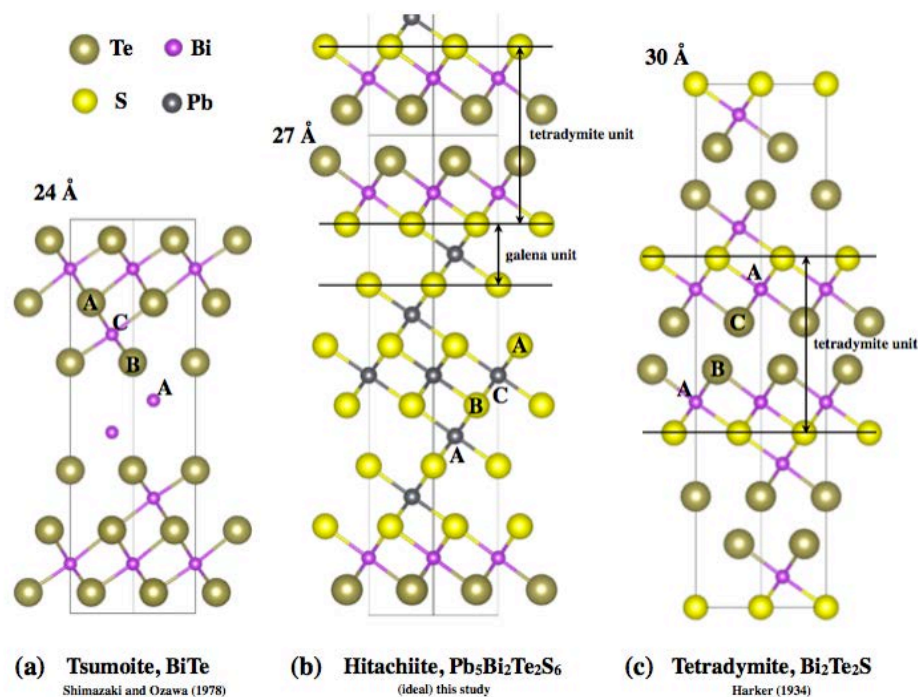 Te
Bi
S
Pb
24 Å
A
C
B
A
(a) Tsumoite, BiTe
Shimazaki and Ozawa (1978)
27 Å
tetradymite unit
galena unit
A
C
B
A
(b) Hitachiite, Pb₅Bi₂Te₂S₆
(ideal) this study
30 Å
A
C
tetradymite unit
B
A
(c) Tetradymite, Bi₂Te₂S
Harker (1934)